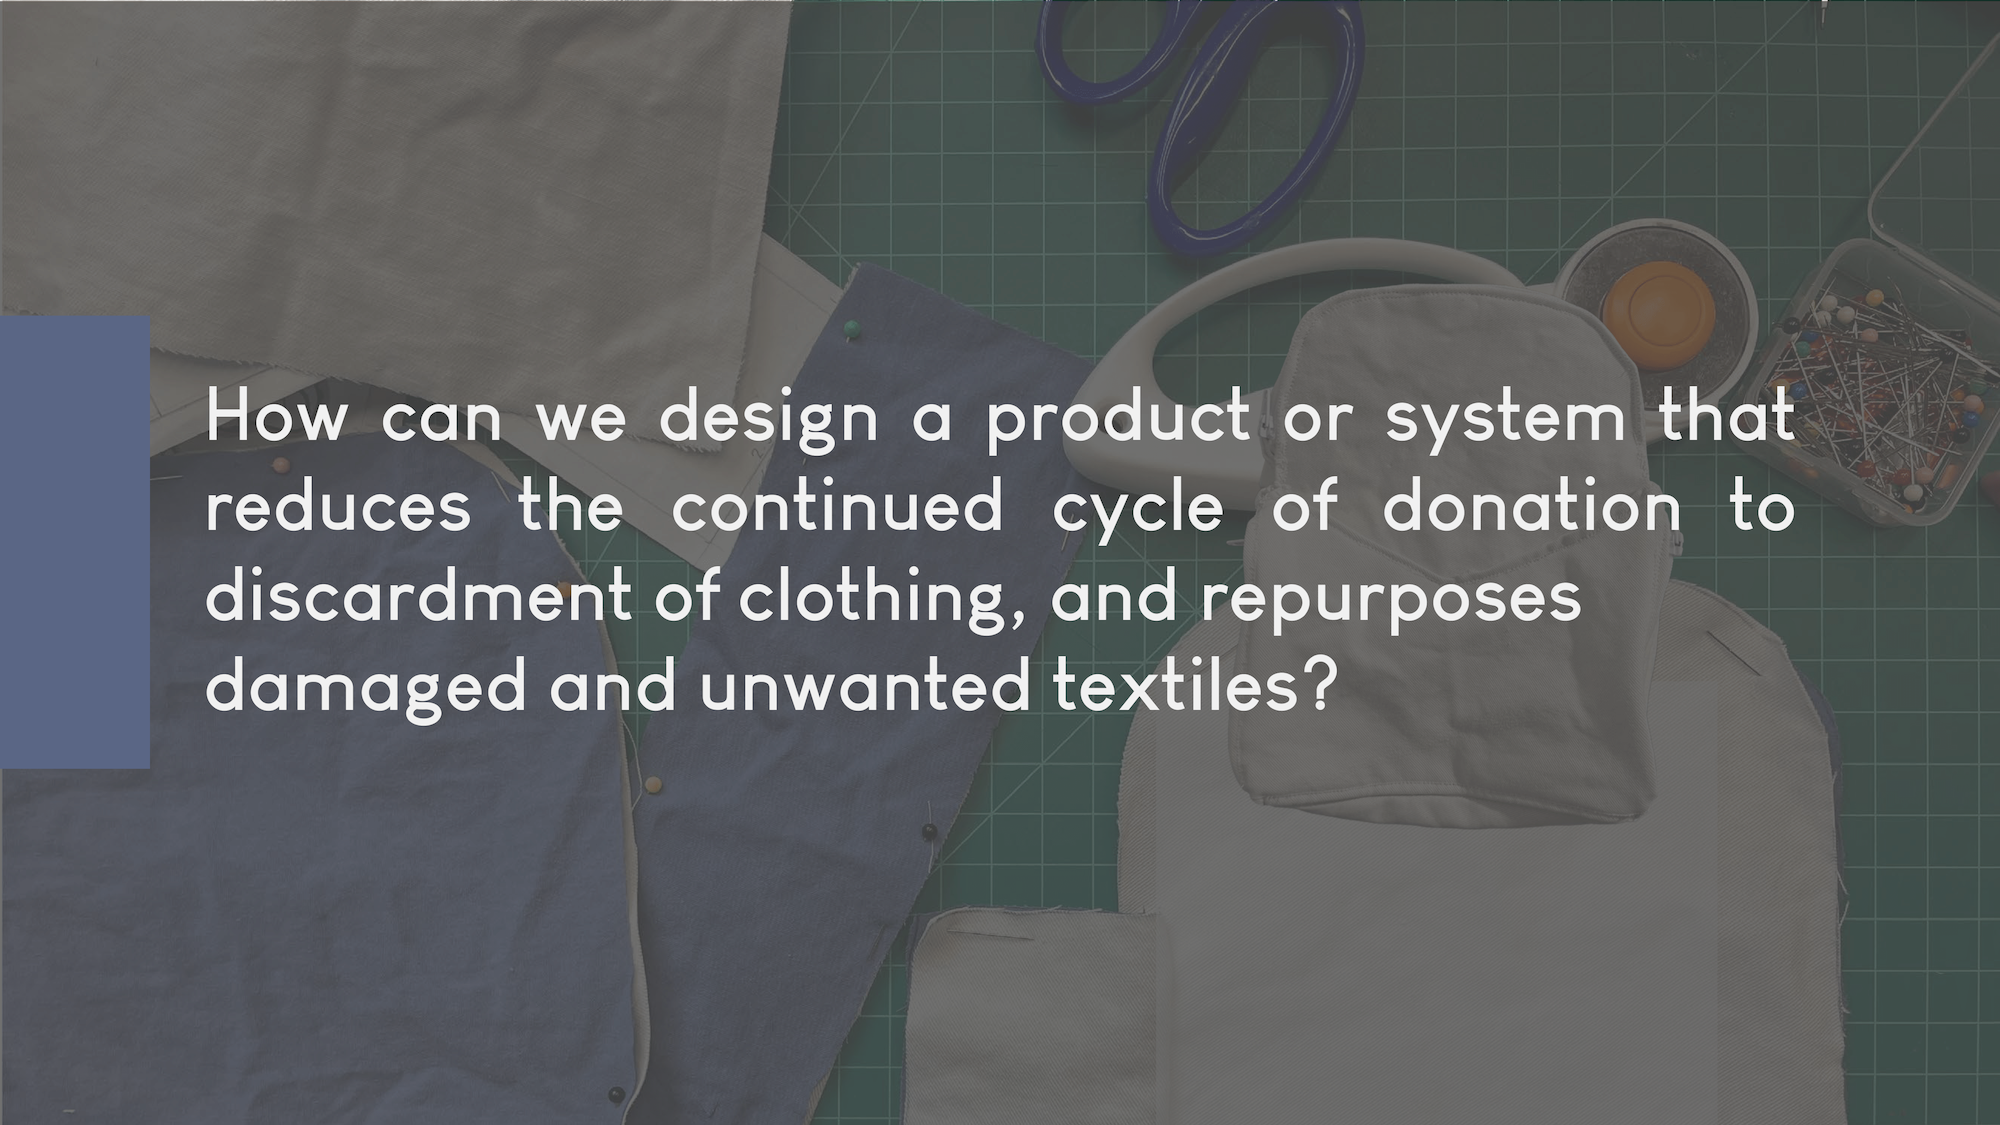 How can we design a product or system that
reduces the continued cycle of donation to
discardment of clothing, and repurposes
damaged and unwanted textiles?